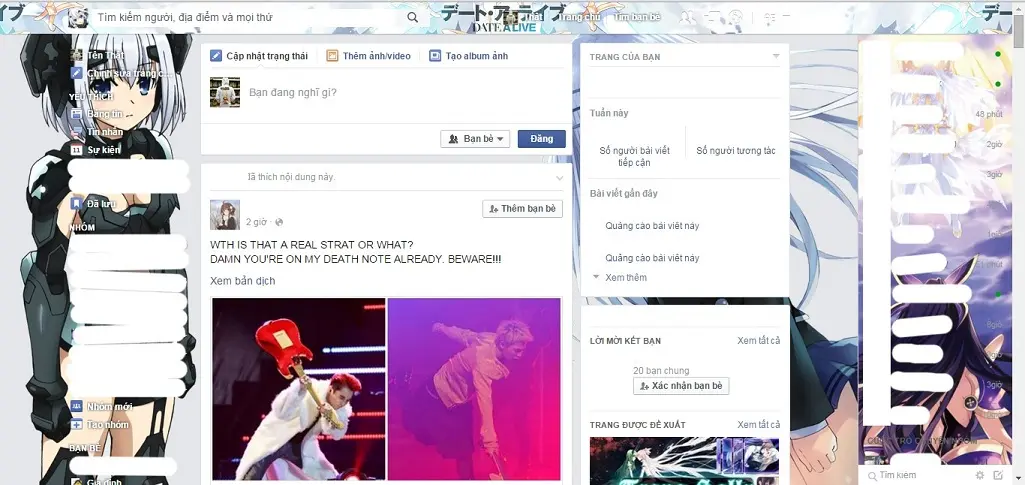 デート・ア・ライブ
DATE A LIVE
Tìm kiếm người, địa điểm và mọi thứ
Thất
Trang chủ
Tìm bạn bè
Tên Thất
Chỉnh sửa trang c...
YÊU THÍCH
Bảng tin
Tin nhắn
Sự kiện
Đã lưu
NHÓM
Nhóm mới
Tạo nhóm
BẠN BÈ
Gia đình
Cập nhật trạng thái
Thêm ảnh/video
Tạo album ảnh
Bạn đang nghĩ gì?
Bạn bè
Đăng
đã thích nội dung này.
2 giờ ·
Thêm bạn bè
WTH IS THAT A REAL STRAT OR WHAT?
DAMN YOU'RE ON MY DEATH NOTE ALREADY. BEWARE!!!
Xem bản dịch
TRANG CỦA BẠN
Tuần này
Số người bài viết
tiếp cận
Số người tương tác
Bài viết gần đây
Quảng cáo bài viết này
Quảng cáo bài viết này
Xem thêm
LỜI MỜI KẾT BẠN
Xem tất cả
20 bạn chung
Xác nhận bạn bè
TRANG ĐƯỢC ĐỀ XUẤT
Xem tất cả
48 phút
2giờ
3giờ
3giờ
Tìm kiếm